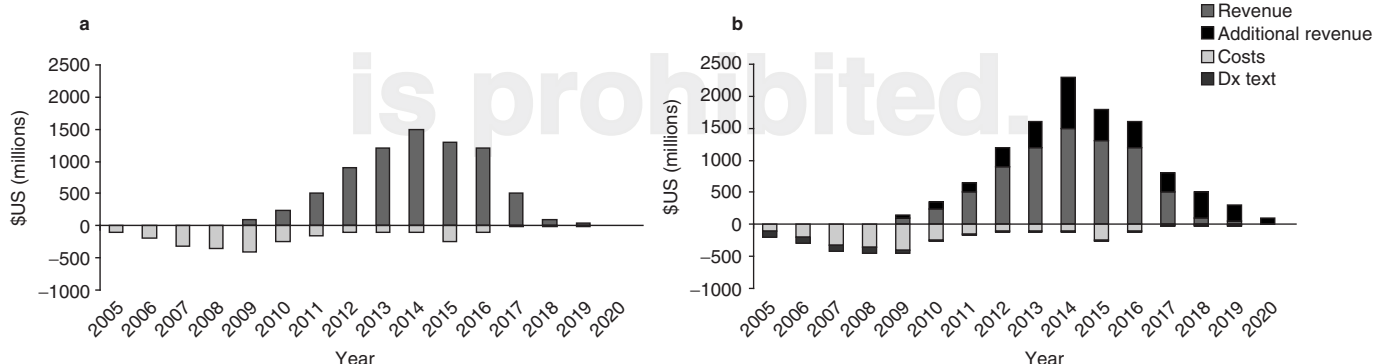 a
2500
2000
1500
1000
500
0
−500
−1000
$US (millions)
2005 2006 2007 2008 2009 2010 2011 2012 2013 2014 2015 2016 2017 2018 2019 2020
Year
b
Revenue
Additional revenue
Costs
Dx text
2500
2000
1500
1000
500
0
−500
−1000
$US (millions)
2005 2006 2007 2008 2009 2010 2011 2012 2013 2014 2015 2016 2017 2018 2019 2020
Year
is prohibited.